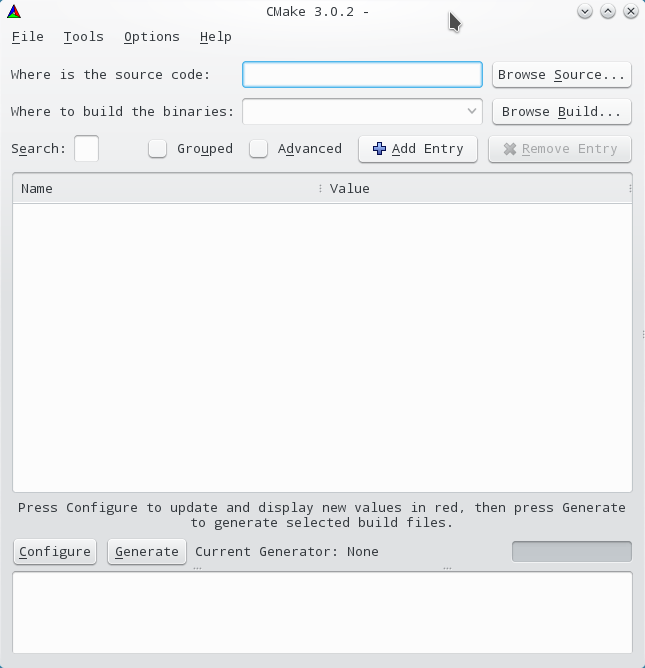 CMake 3.0.2 -
File Tools Options Help
Where is the source code: Browse Source...
Where to build the binaries: Browse Build...
Search: Grouped Advanced Add Entry Remove Entry
Name Value
Press Configure to update and display new values in red, then press Generate
to generate selected build files.
Configure Generate Current Generator: None